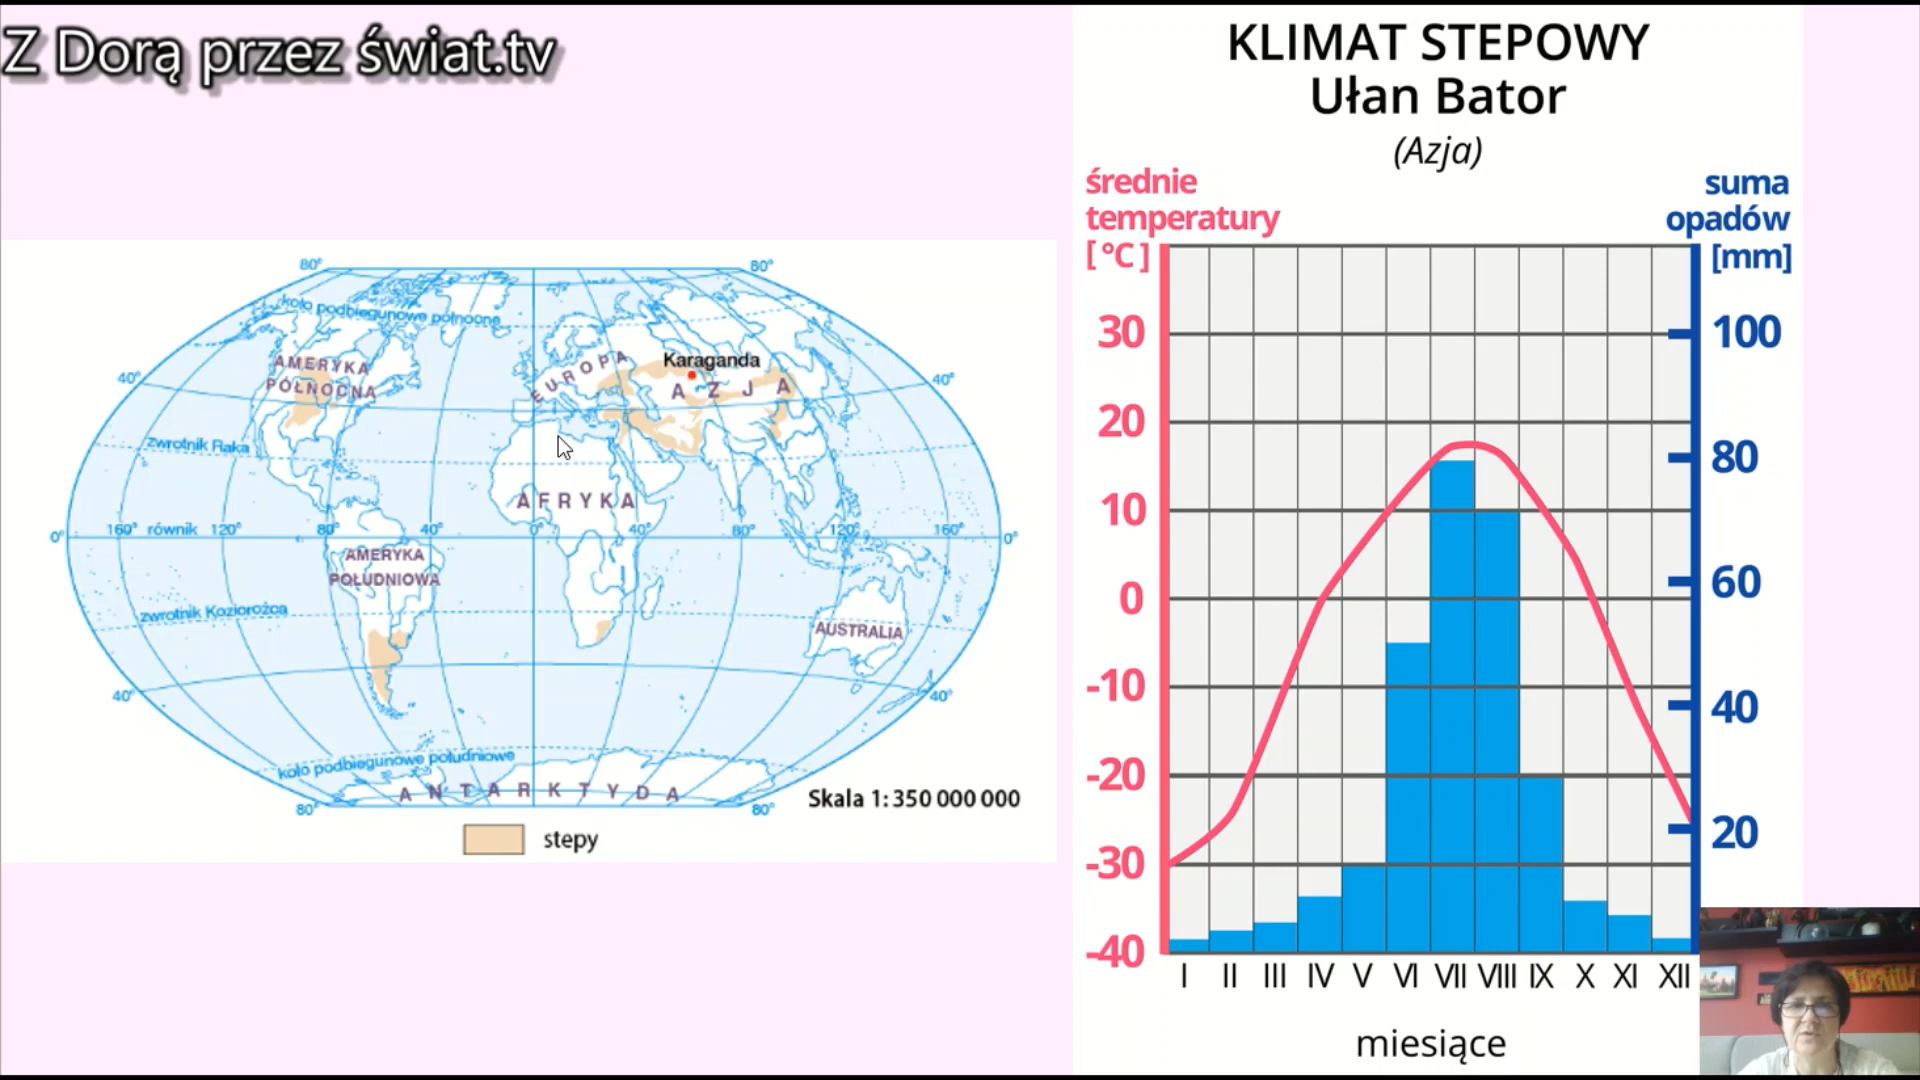 Z Dorą przez świat.tv
80° 80°
koło podbiegunowe północne
AMERYKA
PÓŁNOCNA
EUROPA
Karaganda
AZJA
40° 40°
zwrotnik Raka
AFRYKA
0° 160° równik 120° 80° 40° 0° 40° 80° 120° 160° 0°
AMERYKA
POŁUDNIOWA
zwrotnik Koziorożca
AUSTRALIA
40° 40°
koło podbiegunowe południowe
ANTARKTYDA
80° 80°
Skala 1:350 000 000
stepy
KLIMAT STEPOWY
Ułan Bator
(Azja)
średnie
temperatury
[°C]
suma
opadów
[mm]
30
20
10
0
-10
-20
-30
-40
100
80
60
40
20
I II III IV V VI VII VIII IX X XI XII
miesiące